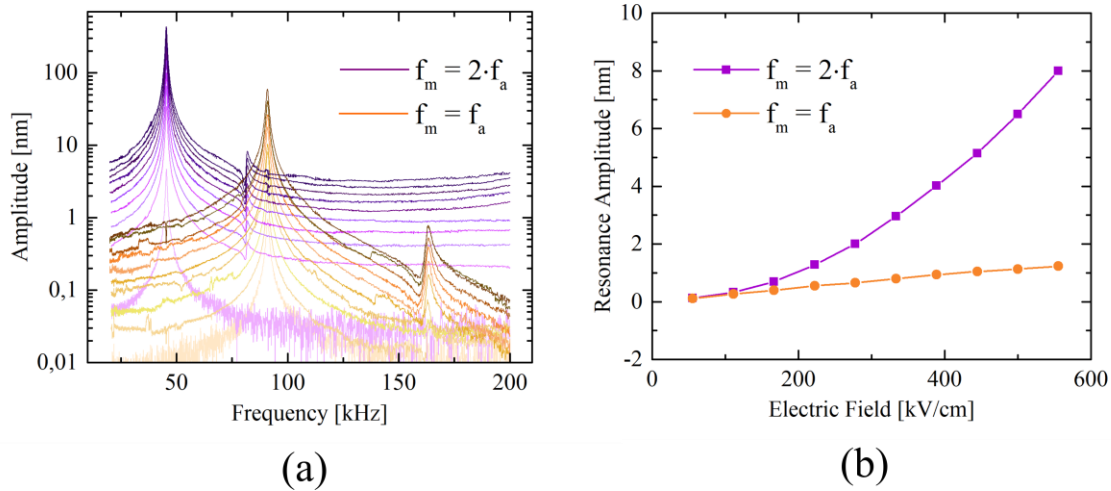 f_m = 2·f_a
f_m = f_a
100
10
1
0,1
0,01
Amplitude [nm]
50
100
150
200
Frequency [kHz]
(a)
f_m = 2·f_a
f_m = f_a
10
8
6
4
2
0
-2
Resonance Amplitude [nm]
0
200
400
600
Electric Field [kV/cm]
(b)